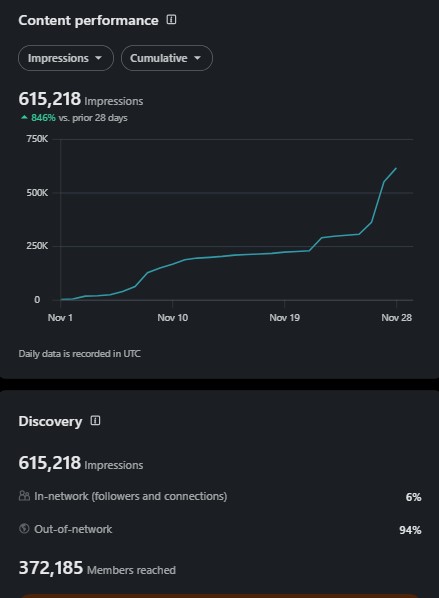 Content performance
Impressions
Cumulative
615,218 Impressions
846% vs. prior 28 days
750K
500K
250K
0
Nov 1
Nov 10
Nov 19
Nov 28
Daily data is recorded in UTC
Discovery
615,218 Impressions
In-network (followers and connections) 6%
Out-of-network 94%
372,185 Members reached